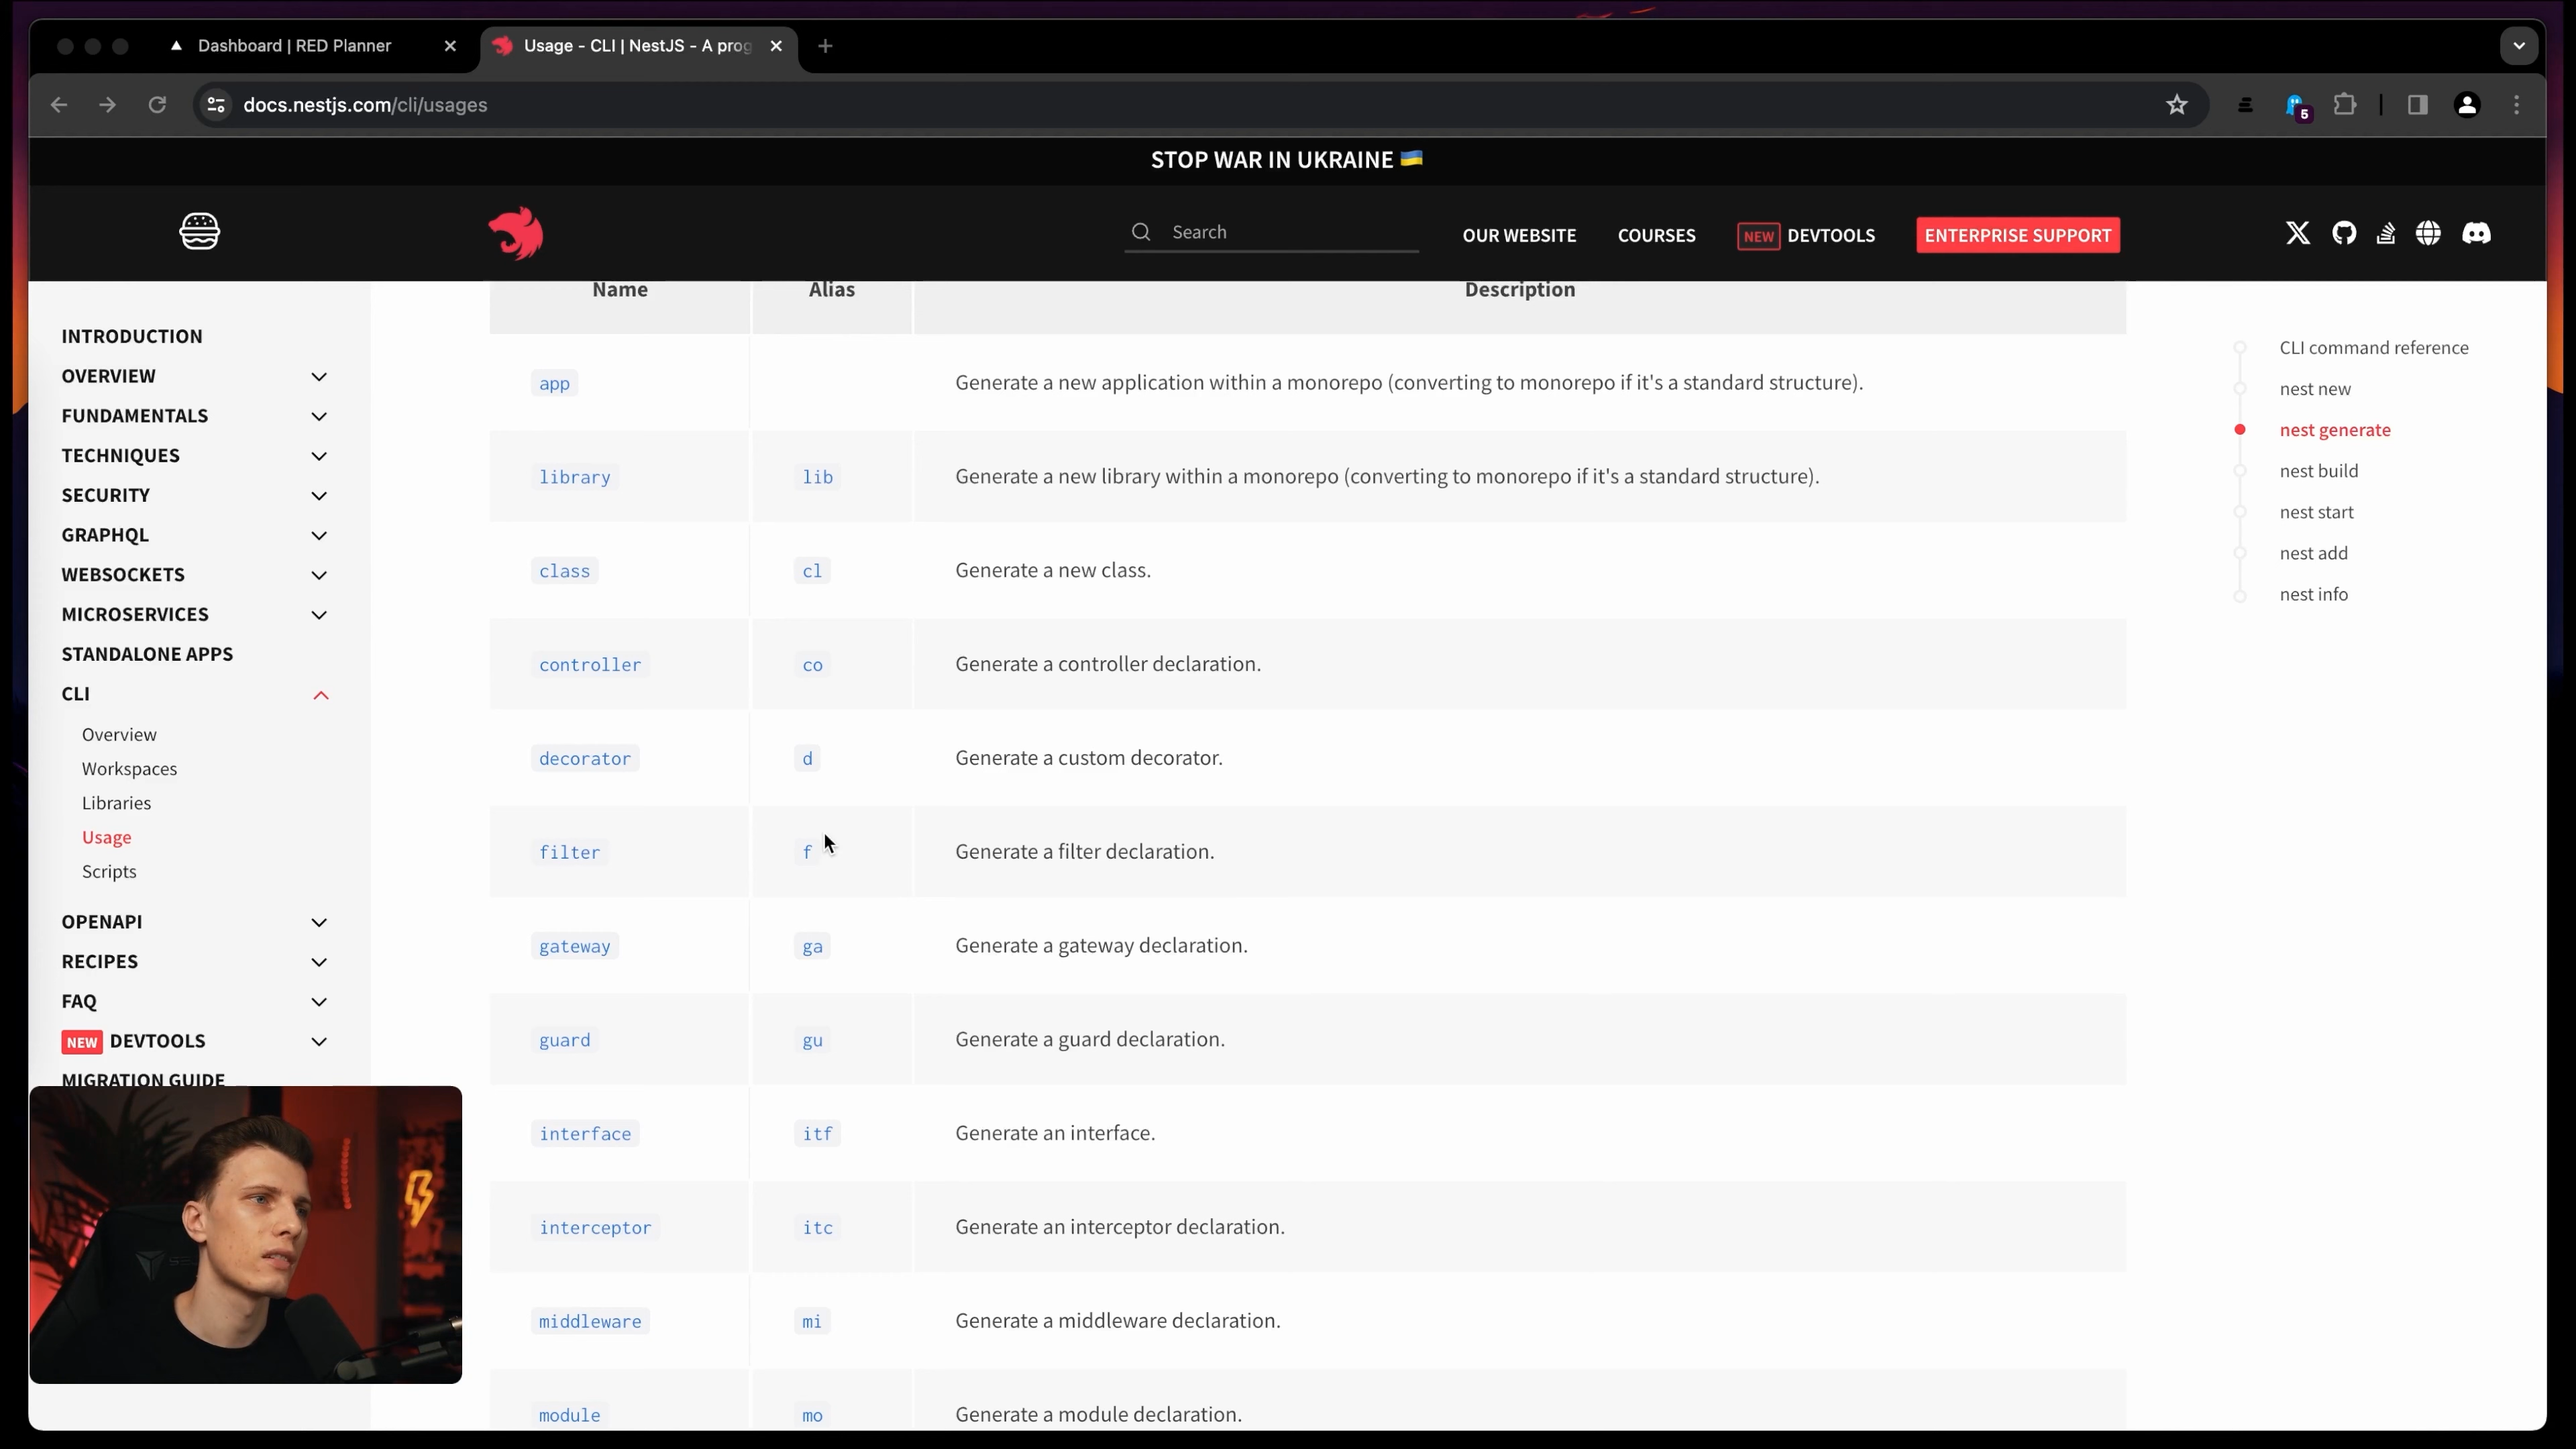 Dashboard | RED Planner
Usage - CLI | NestJS - A prog
docs.nestjs.com/cli/usages
5
STOP WAR IN UKRAINE 🇺🇦
Search
OUR WEBSITE
COURSES
NEW DEVTOOLS
ENTERPRISE SUPPORT
INTRODUCTION
OVERVIEW
FUNDAMENTALS
TECHNIQUES
SECURITY
GRAPHQL
WEBSOCKETS
MICROSERVICES
STANDALONE APPS
CLI
Overview
Workspaces
Libraries
Usage
Scripts
OPENAPI
RECIPES
FAQ
NEW DEVTOOLS
MIGRATION GUIDE
Name Alias Description
app Generate a new application within a monorepo (converting to monorepo if it's a standard structure).
library lib Generate a new library within a monorepo (converting to monorepo if it's a standard structure).
class cl Generate a new class.
controller co Generate a controller declaration.
decorator d Generate a custom decorator.
filter f Generate a filter declaration.
gateway ga Generate a gateway declaration.
guard gu Generate a guard declaration.
interface itf Generate an interface.
interceptor itc Generate an interceptor declaration.
middleware mi Generate a middleware declaration.
module mo Generate a module declaration.
CLI command reference
nest new
nest generate
nest build
nest start
nest add
nest info